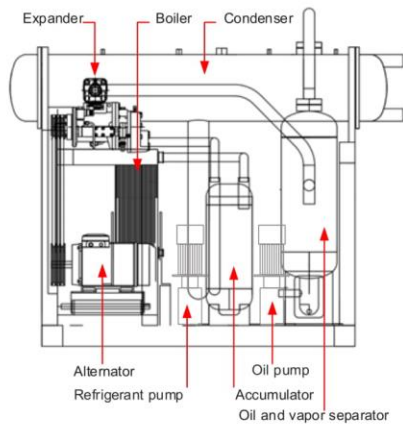 Expander
Boiler
Condenser
Alternator
Oil pump
Refrigerant pump
Accumulator
Oil and vapor separator